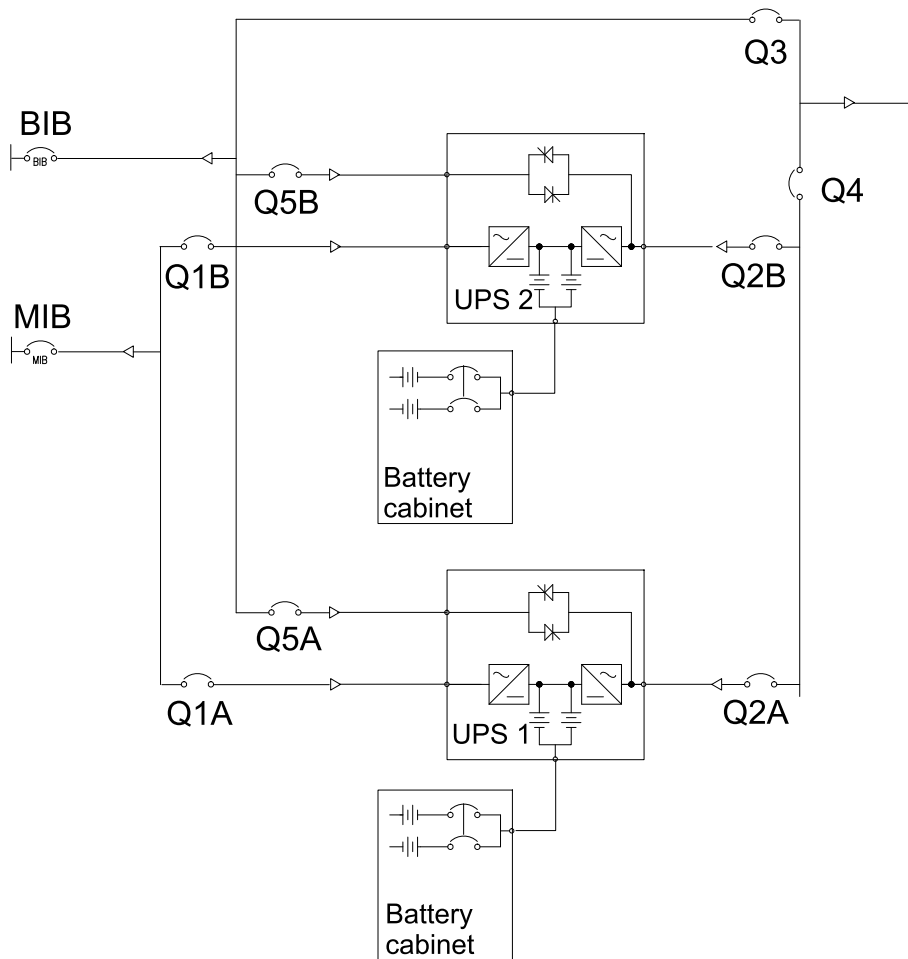 Q3
BIB
BIB
Q5B
Q4
Q1B
Q2B
UPS 2
MIB
MIB
Battery
cabinet
Q5A
Q1A
Q2A
UPS 1
Battery
cabinet